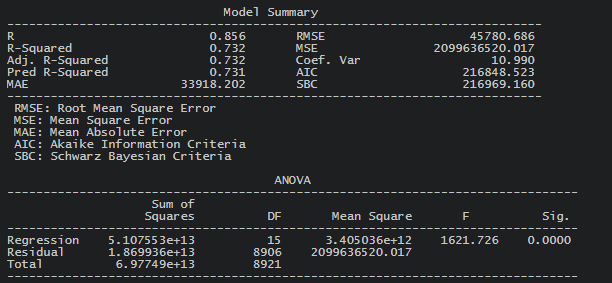 Model Summary
-----------------------------------------------------------------------
R 0.856 RMSE 45780.686
R-Squared 0.732 MSE 2099636520.017
Adj. R-Squared 0.732 Coef. Var 10.990
Pred R-Squared 0.731 AIC 216848.523
MAE 33918.202 SBC 216969.160
-----------------------------------------------------------------------
RMSE: Root Mean Square Error
MSE: Mean Square Error
MAE: Mean Absolute Error
AIC: Akaike Information Criteria
SBC: Schwarz Bayesian Criteria
ANOVA
----------------------------------------------------------------------------
Sum of
Squares DF Mean Square F Sig.
----------------------------------------------------------------------------
Regression 5.107553e+13 15 3.405036e+12 1621.726 0.0000
Residual 1.869936e+13 8906 2099636520.017
Total 6.97749e+13 8921
----------------------------------------------------------------------------